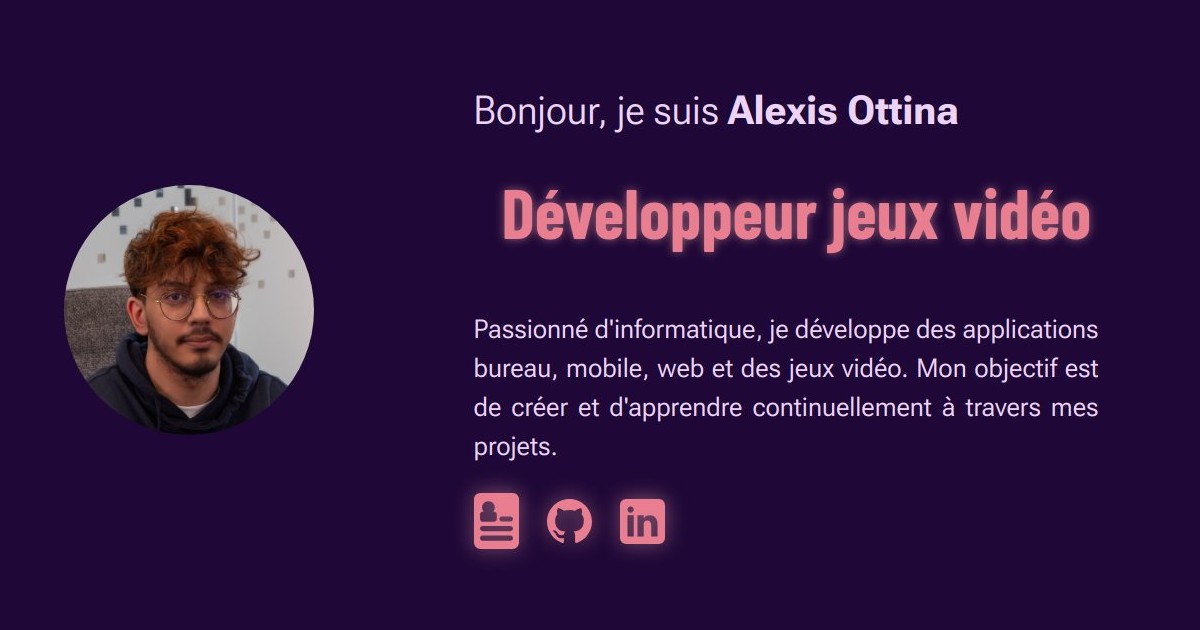 Bonjour, je suis Alexis Ottina
Développeur jeux vidéo
Passionné d'informatique, je développe des applications
bureau, mobile, web et des jeux vidéo. Mon objectif est
de créer et d'apprendre continuellement à travers mes
projets.
in